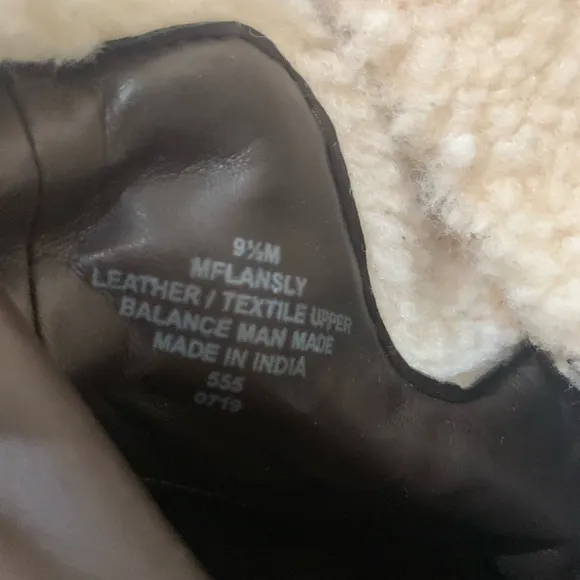 9½M
MFLANSLY
LEATHER / TEXTILE UPPER
BALANCE MAN MADE
MADE IN INDIA
555
0719